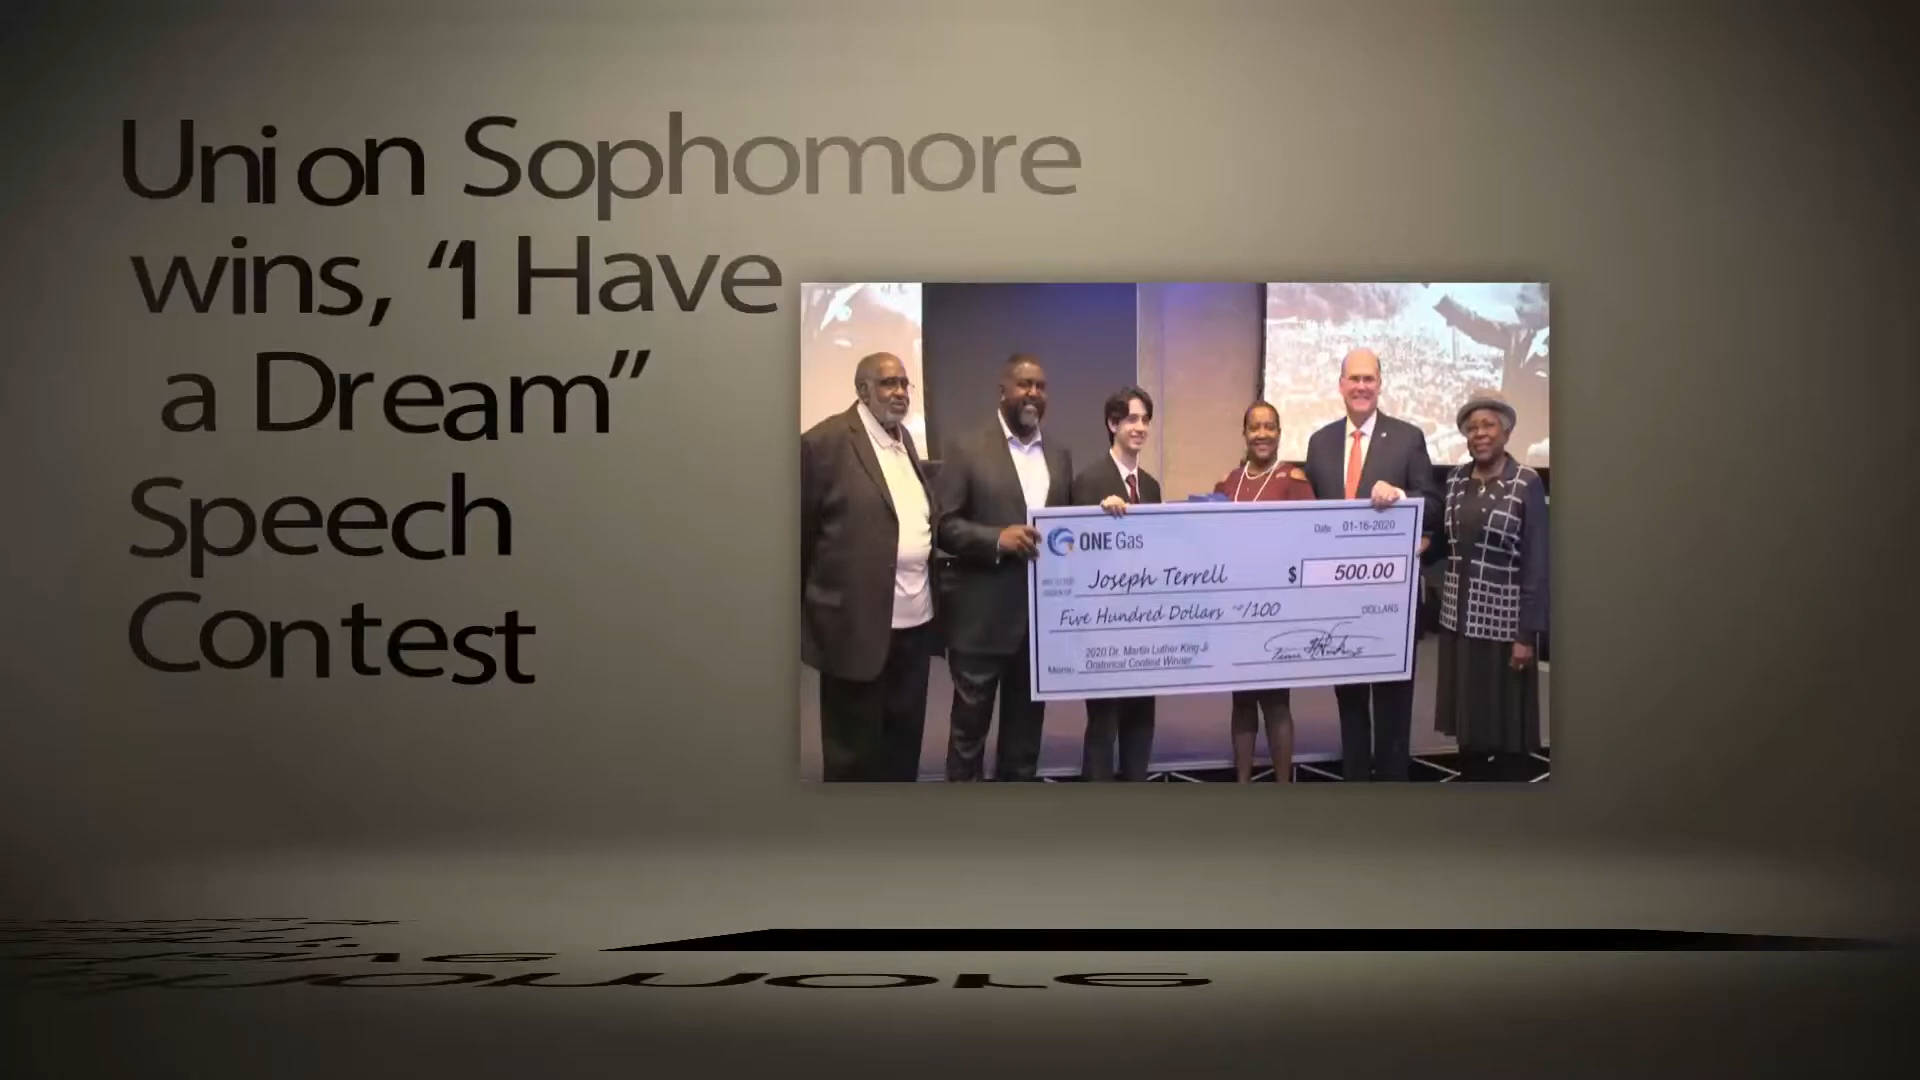 Union Sophomore
wins, “I Have
a Dream”
Speech
Contest
ONE Gas
Date 01-16-2020
Joseph Terrell
$ 500.00
Five Hundred Dollars ~/100
DOLLARS
2020 Dr. Martin Luther King Jr
Memo Oratorical Contest Winner